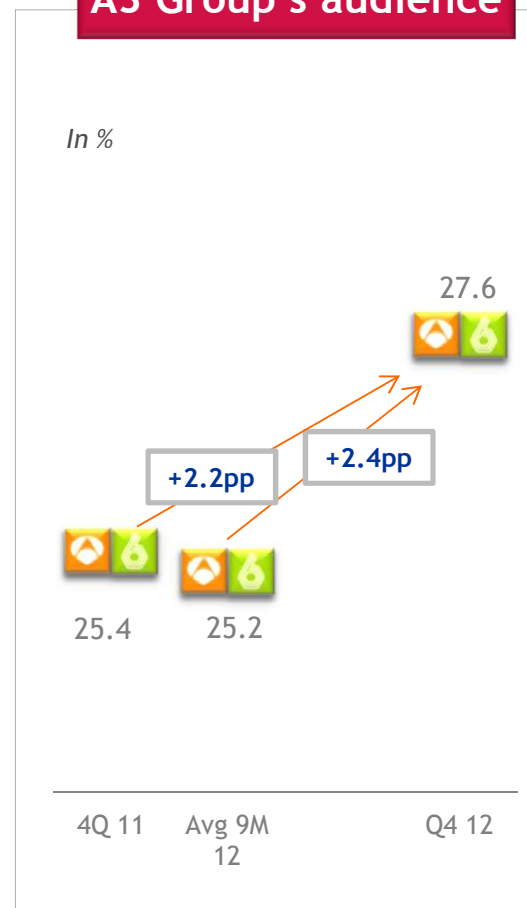 A3 Group's audience
In %
27.6
+2.4pp
+2.2pp
25.4
25.2
4Q 11
Avg 9M
12
Q4 12